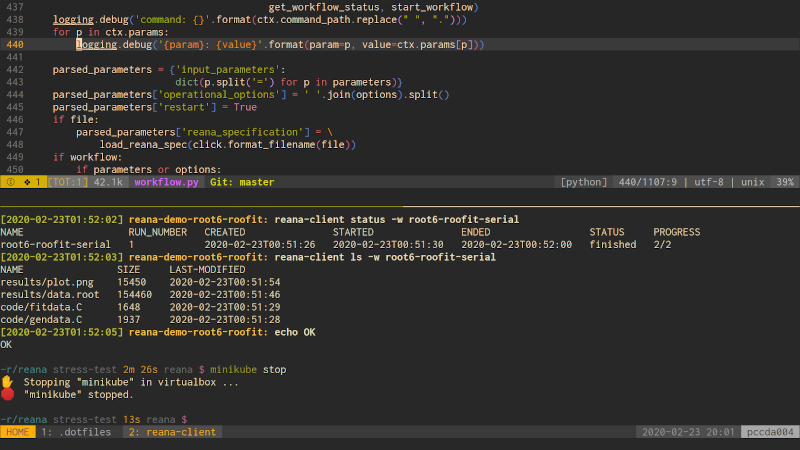 437 get_workflow_status, start_workflow)
438 logging.debug('command: {}'.format(ctx.command_path.replace(" ", ".")))
439 for p in ctx.params:
440 logging.debug('{param}: {value}'.format(param=p, value=ctx.params[p]))
441
442 parsed_parameters = {'input_parameters':
443 dict(p.split('=') for p in parameters)}
444 parsed_parameters['operational_options'] = ' '.join(options).split()
445 parsed_parameters['restart'] = True
446 if file:
447 parsed_parameters['reana_specification'] = \
448 load_reana_spec(click.format_filename(file))
449 if workflow:
450 if parameters or options:
1 [TOT:1] 42.1k workflow.py Git: master [python] 440/1107:9 | utf-8 | unix 39%
[2020-02-23T01:52:02] reana-demo-root6-roofit: reana-client status -w root6-roofit-serial
NAME RUN_NUMBER CREATED STARTED ENDED STATUS PROGRESS
root6-roofit-serial 1 2020-02-23T00:51:26 2020-02-23T00:51:30 2020-02-23T00:52:00 finished 2/2
[2020-02-23T01:52:03] reana-demo-root6-roofit: reana-client ls -w root6-roofit-serial
NAME SIZE LAST-MODIFIED
results/plot.png 15450 2020-02-23T00:51:54
results/data.root 154460 2020-02-23T00:51:46
code/fitdata.C 1648 2020-02-23T00:51:29
code/gendata.C 1937 2020-02-23T00:51:28
[2020-02-23T01:52:05] reana-demo-root6-roofit: echo OK
OK
~r/reana stress-test 2m 26s reana $ minikube stop
✋ Stopping "minikube" in virtualbox ...
🛑 "minikube" stopped.
~r/reana stress-test 13s reana $
HOME 1: .dotfiles 2: reana-client 2020-02-23 20:01 pccda004